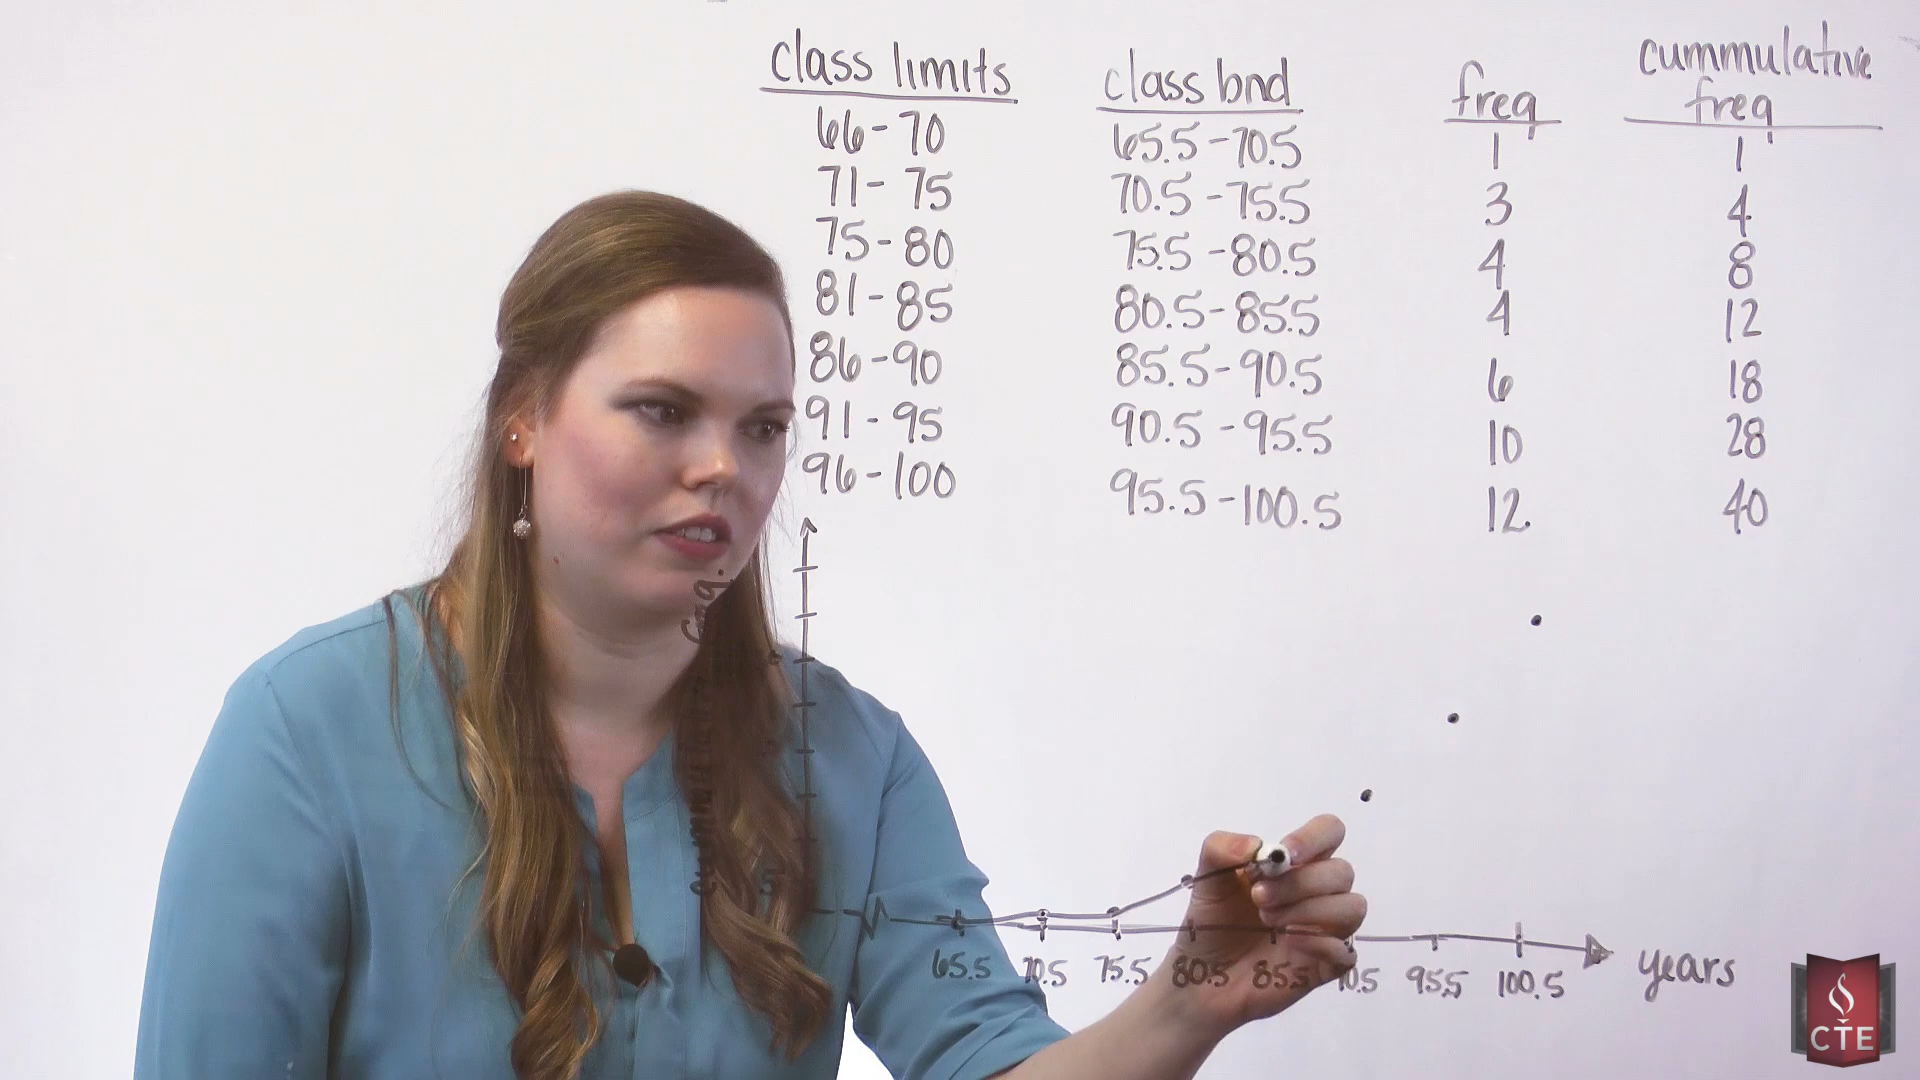 class limits class bnd freq cummulative freq
66-70 65.5-70.5 1 1
71-75 70.5-75.5 3 4
75-80 75.5-80.5 4 8
81-85 80.5-85.5 4 12
86-90 85.5-90.5 6 18
91-95 90.5-95.5 10 28
96-100 95.5-100.5 12 40
freq.
5
65.5 70.5 75.5 80.5 85.5 90.5 95.5 100.5 years
CTE